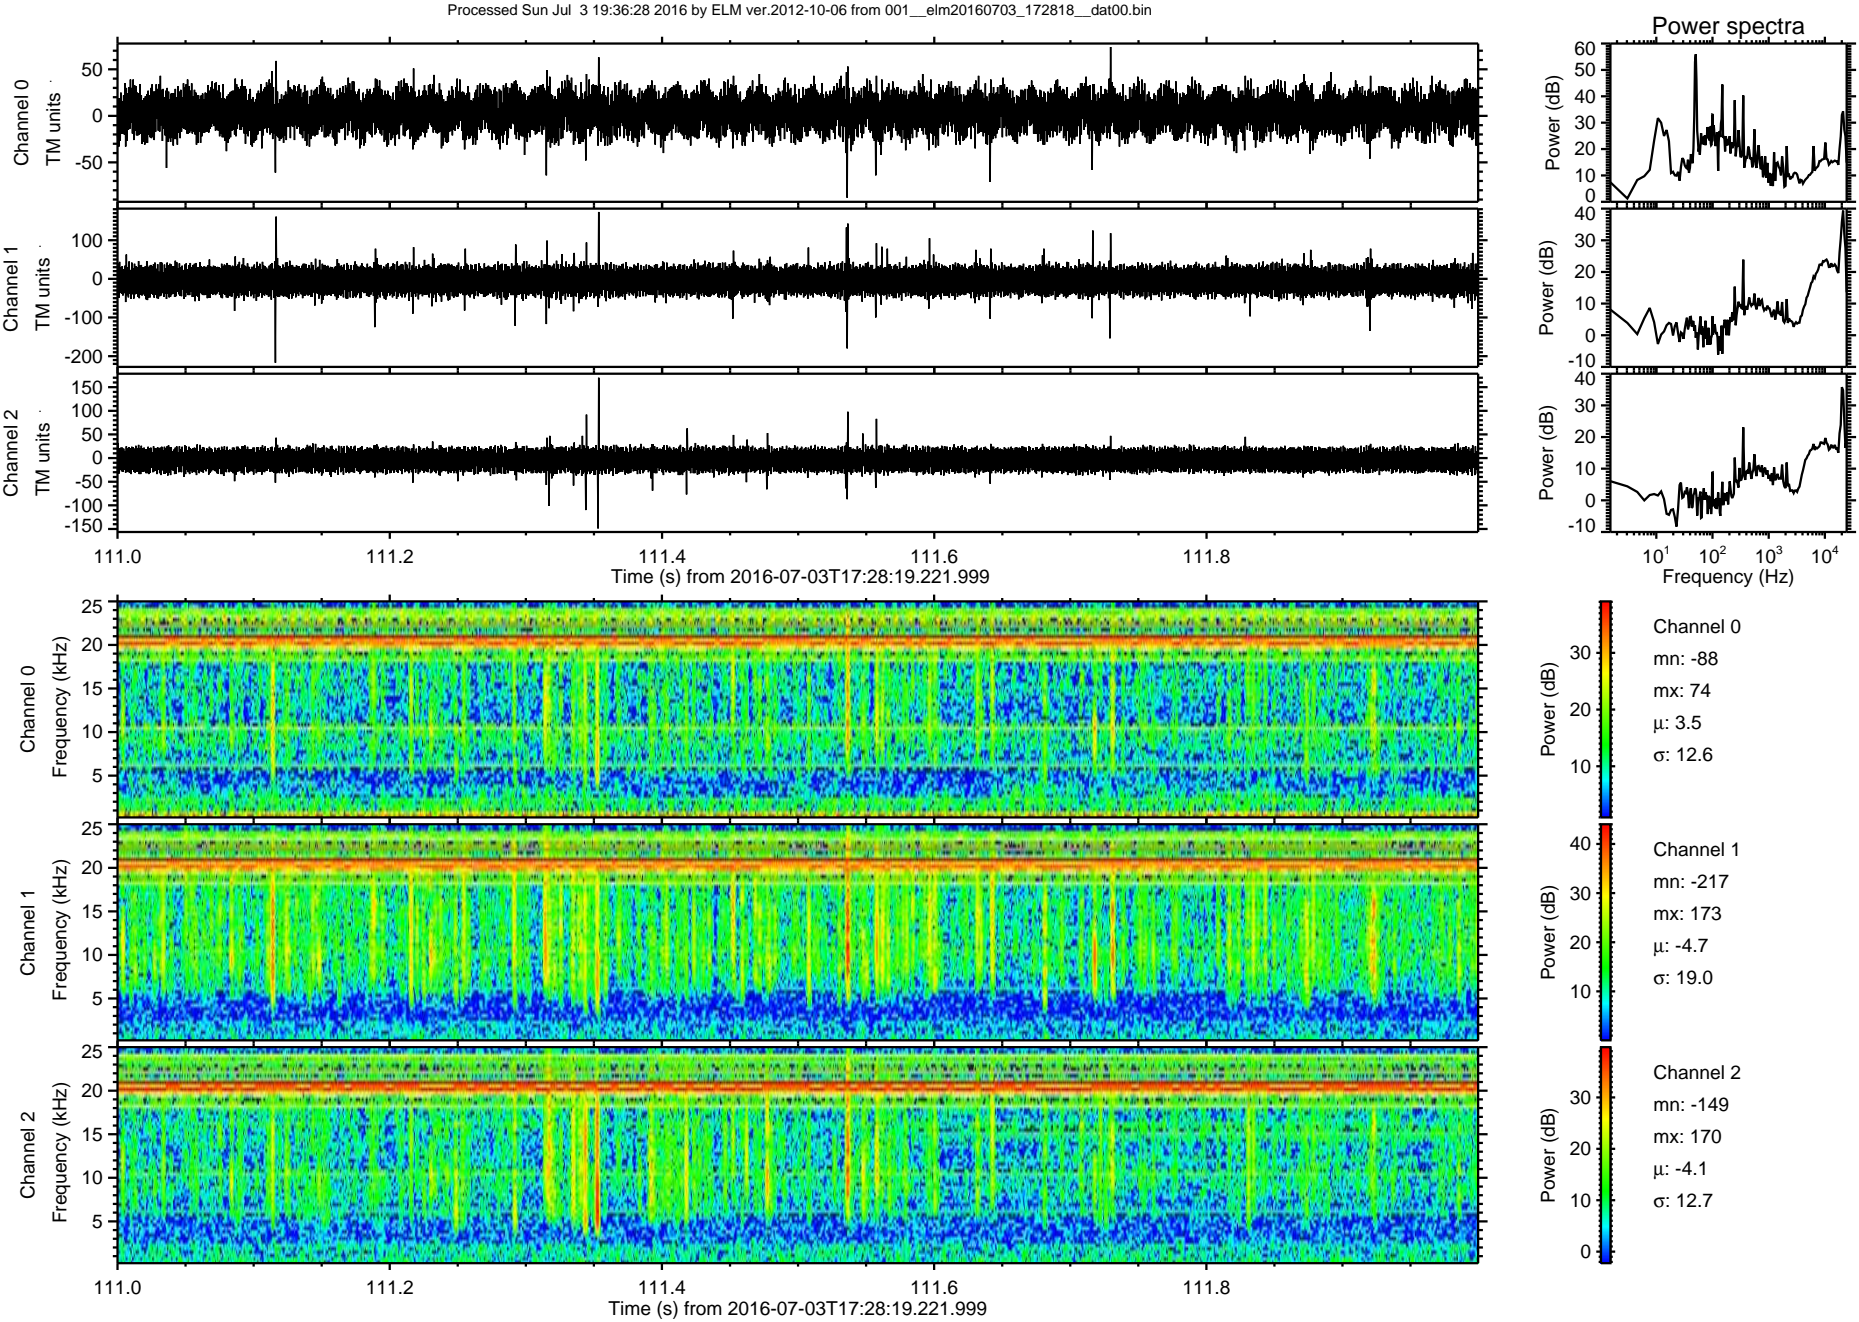 Processed Sun Jul  3 19:36:28 2016 by ELM ver.2012-10-06 from 001__elm20160703_172818__dat00.bin
Power spectra
Channel 0
TM units
50
0
-50
Power (dB)
60
50
40
30
20
10
0
Channel 1
TM units
100
0
-100
-200
Power (dB)
40
30
20
10
0
-10
Channel 2
TM units
150
100
50
0
-50
-100
-150
Power (dB)
40
30
20
10
0
-10
111.0 111.2 111.4 111.6 111.8
Time (s) from 2016-07-03T17:28:19.221.999
10¹ 10² 10³ 10⁴
Frequency (Hz)
Channel 0
Frequency (kHz)
25
20
15
10
5
Power (dB)
30
20
10
Channel 0
mn: -88
mx: 74
μ: 3.5
σ: 12.6
Channel 1
Frequency (kHz)
25
20
15
10
5
Power (dB)
40
30
20
10
Channel 1
mn: -217
mx: 173
μ: -4.7
σ: 19.0
Channel 2
Frequency (kHz)
25
20
15
10
5
Power (dB)
30
20
10
0
Channel 2
mn: -149
mx: 170
μ: -4.1
σ: 12.7
111.0 111.2 111.4 111.6 111.8
Time (s) from 2016-07-03T17:28:19.221.999